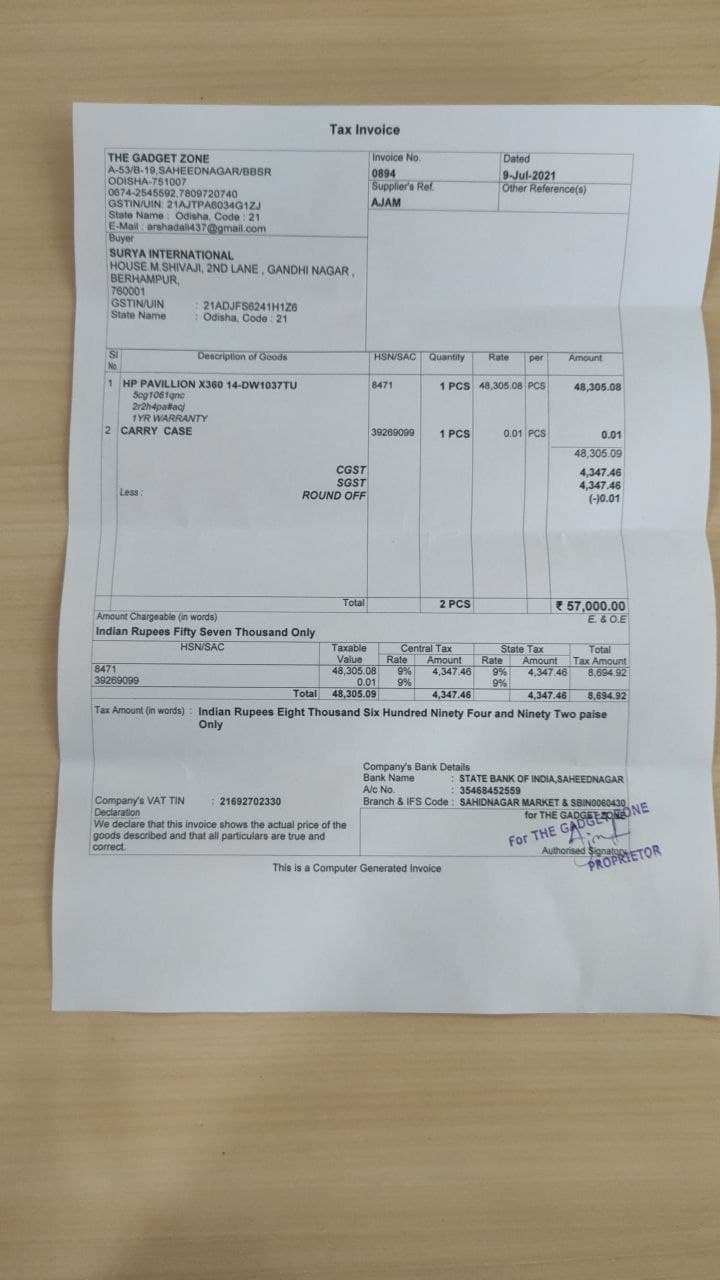 Tax Invoice
THE GADGET ZONE
A-53/B-19,SAHEEDNAGAR/BBSR
ODISHA-751007
0674-2545592,7809720740
GSTIN/UIN: 21AJTPA6034G1ZJ
State Name : Odisha, Code : 21
E-Mail : arshadali437@gmail.com
Invoice No.
0894
Dated
9-Jul-2021
Supplier's Ref.
AJAM
Other Reference(s)
Buyer
SURYA INTERNATIONAL
HOUSE.M.SHIVAJI, 2ND LANE , GANDHI NAGAR ,
BERHAMPUR,
760001
GSTIN/UIN : 21ADJFS6241H1Z6
State Name : Odisha, Code : 21
Sl No. Description of Goods HSN/SAC Quantity Rate per Amount
1 HP PAVILLION X360 14-DW1037TU 8471 1 PCS 48,305.08 PCS 48,305.08
5cg1061qnc
2r2h4pa#acj
1YR WARRANTY
2 CARRY CASE 39269099 1 PCS 0.01 PCS 0.01
48,305.09
CGST 4,347.46
SGST 4,347.46
Less : ROUND OFF (-)0.01
Total 2 PCS ₹ 57,000.00
Amount Chargeable (in words) E. & O.E
Indian Rupees Fifty Seven Thousand Only
HSN/SAC Taxable Value Central Tax State Tax Total Tax Amount
Rate Amount Rate Amount
8471 48,305.08 9% 4,347.46 9% 4,347.46 8,694.92
39269099 0.01 9% 9%
Total 48,305.09 4,347.46 4,347.46 8,694.92
Tax Amount (in words) : Indian Rupees Eight Thousand Six Hundred Ninety Four and Ninety Two paise
Only
Company's Bank Details
Bank Name : STATE BANK OF INDIA,SAHEEDNAGAR
A/c No. : 35468452559
Branch & IFS Code : SAHIDNAGAR MARKET & SBIN0060430
Company's VAT TIN : 21692702330
Declaration
We declare that this invoice shows the actual price of the
goods described and that all particulars are true and
correct.
for THE GADGET ZONE
For THE GADGET ZONE
Authorised Signatory
PROPRIETOR
This is a Computer Generated Invoice